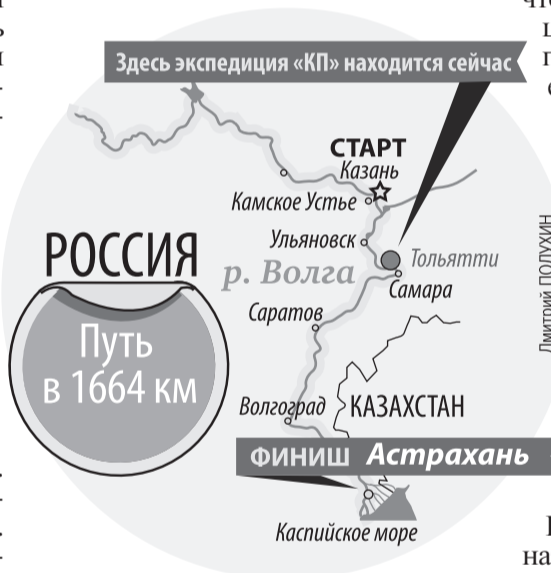 Здесь экспедиция «КП» находится сейчас
СТАРТ
Казань
Камское Устье
Ульяновск
РОССИЯ
р. Волга
Тольятти
Самара
Саратов
Путь
в 1664 км
Волгоград
КАЗАХСТАН
ФИНИШ Астрахань
Каспийское море
Дмитрий ПОЛУХИН
на